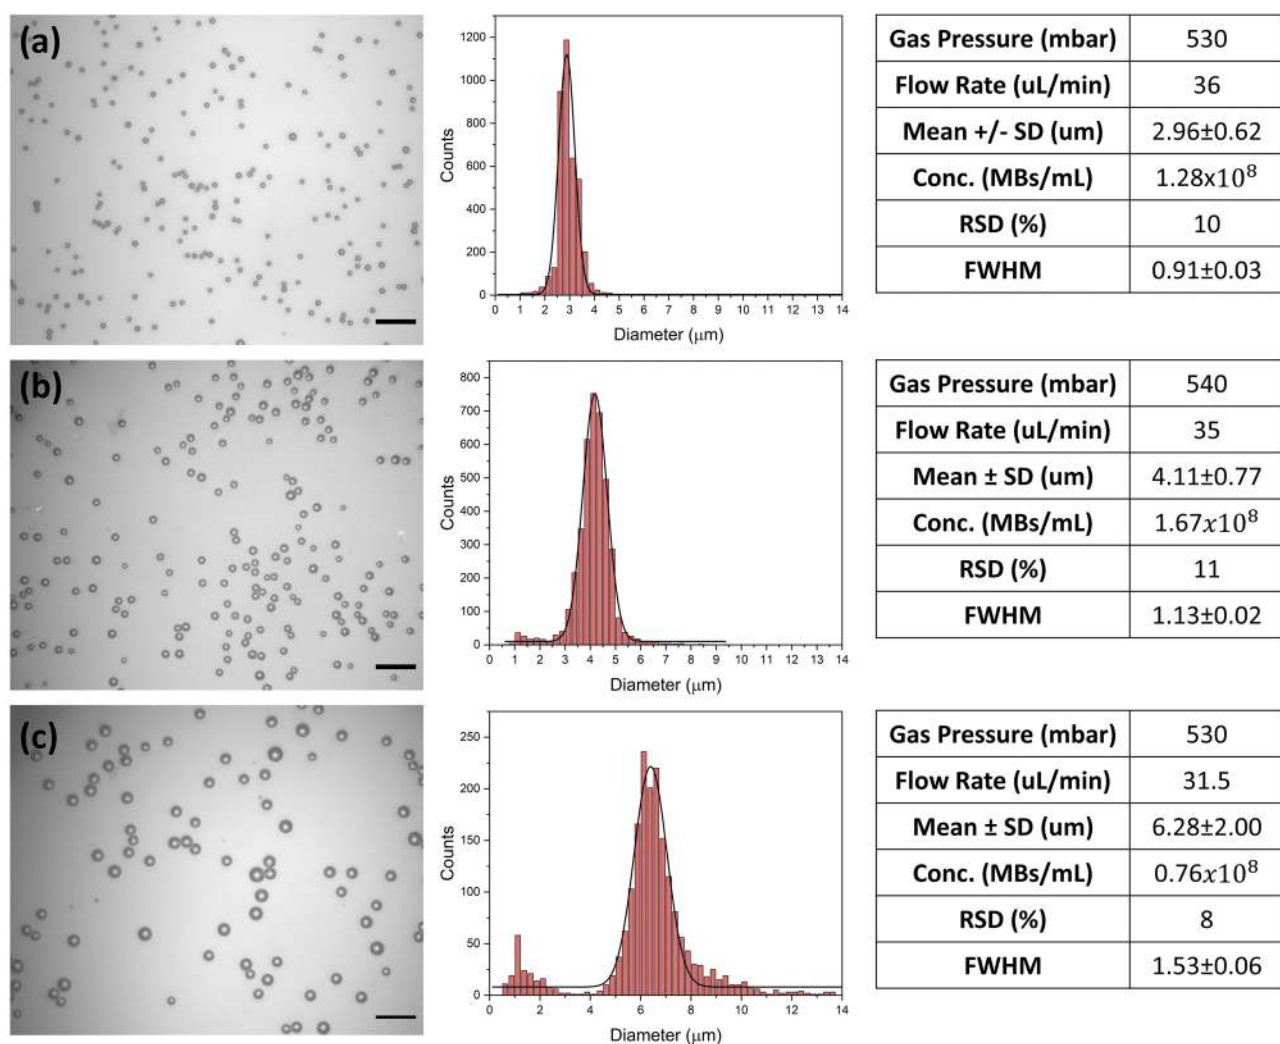 (a)
1200
1000
800
600
400
200
0
Counts
0 1 2 3 4 5 6 7 8 9 10 11 12 13 14
Diameter (μm)
Gas Pressure (mbar) 530
Flow Rate (uL/min) 36
Mean +/- SD (um) 2.96±0.62
Conc. (MBs/mL) 1.28x10⁸
RSD (%) 10
FWHM 0.91±0.03
(b)
800
700
600
500
400
300
200
100
0
Counts
0 1 2 3 4 5 6 7 8 9 10 11 12 13 14
Diameter (μm)
Gas Pressure (mbar) 540
Flow Rate (uL/min) 35
Mean ± SD (um) 4.11±0.77
Conc. (MBs/mL) 1.67x10⁸
RSD (%) 11
FWHM 1.13±0.02
(c)
250
200
150
100
50
0
Counts
0 2 4 6 8 10 12 14
Diameter (μm)
Gas Pressure (mbar) 530
Flow Rate (uL/min) 31.5
Mean ± SD (um) 6.28±2.00
Conc. (MBs/mL) 0.76x10⁸
RSD (%) 8
FWHM 1.53±0.06